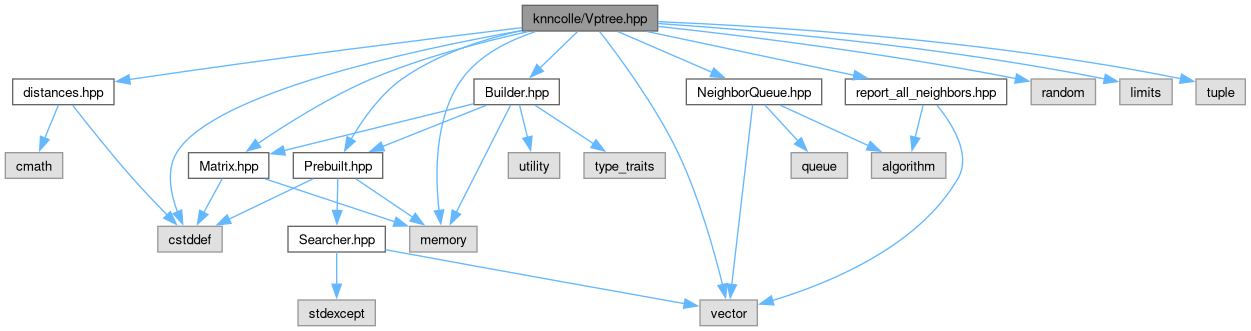 knncolle/Vptree.hpp
distances.hpp
Builder.hpp
NeighborQueue.hpp
report_all_neighbors.hpp
random
limits
tuple
cmath
Matrix.hpp
Prebuilt.hpp
utility
type_traits
queue
algorithm
cstddef
Searcher.hpp
memory
stdexcept
vector